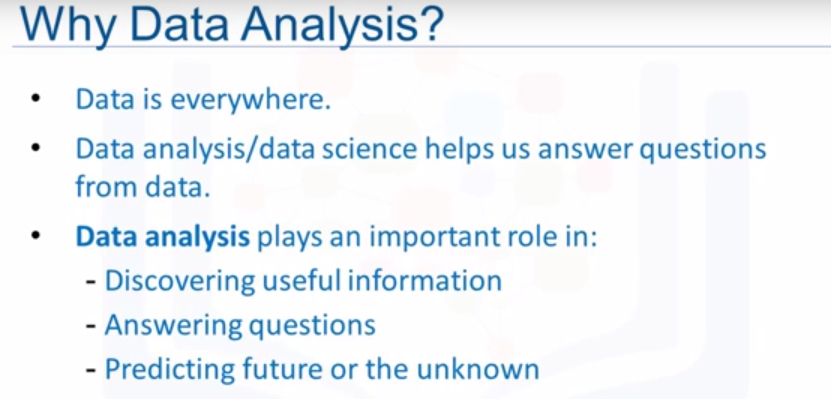 Why Data Analysis?
• Data is everywhere.
• Data analysis/data science helps us answer questions
from data.
• Data analysis plays an important role in:
- Discovering useful information
- Answering questions
- Predicting future or the unknown